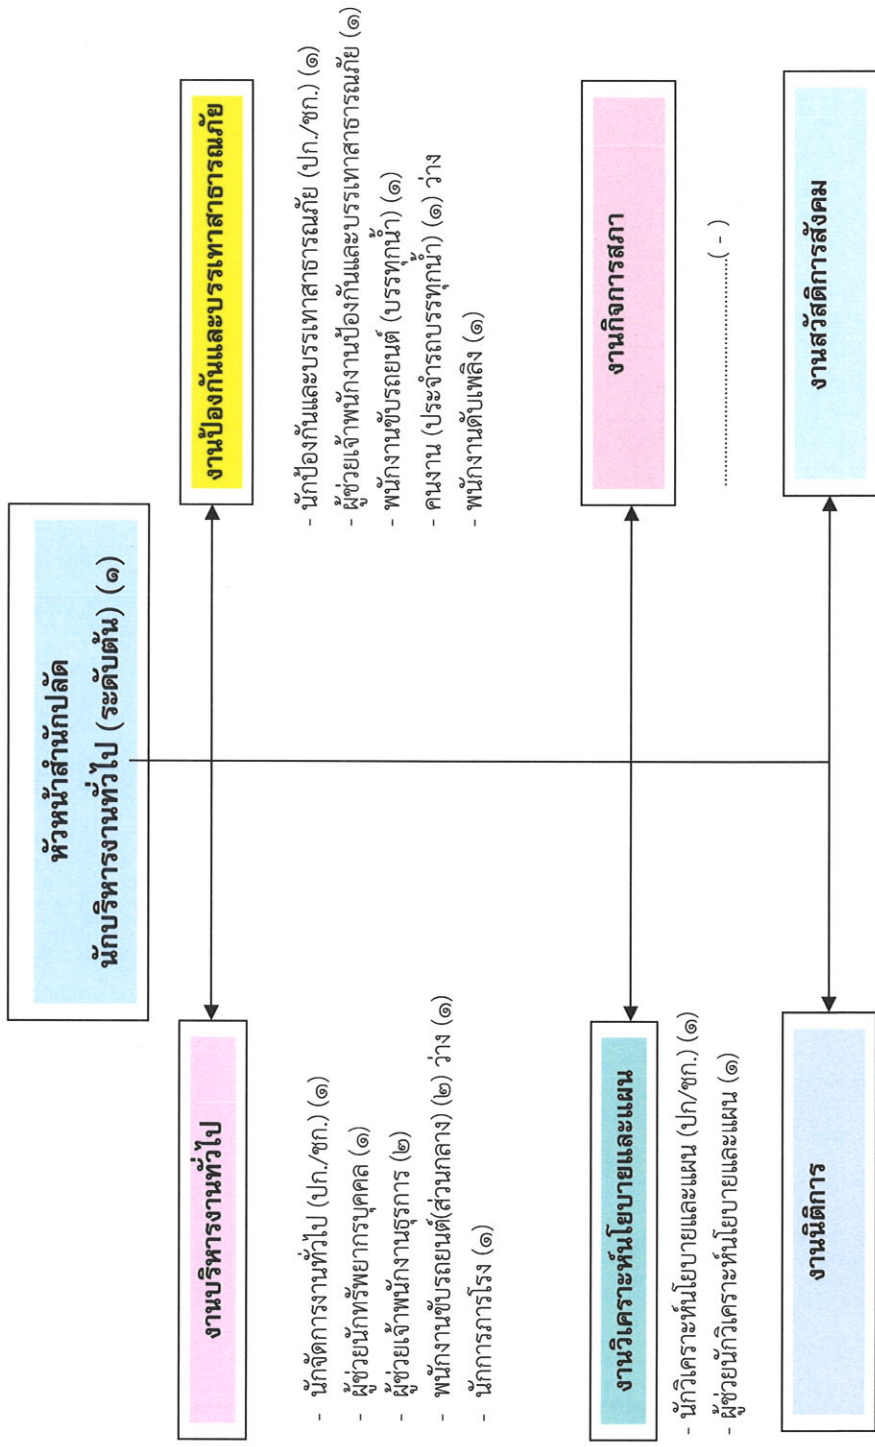 หัวหน้าสำนักปลัด
นักบริหารงานทั่วไป (ระดับต้น) (๑)
งานบริหารงานทั่วไป
- นักจัดการงานทั่วไป (ปก./ชก.) (๑)
- ผู้ช่วยนักทรัพยากรบุคคล (๑)
- ผู้ช่วยเจ้าพนักงานธุรการ (๒)
- พนักงานขับรถยนต์(ส่วนกลาง) (๒) ว่าง (๑)
- นักการภารโรง (๑)
งานป้องกันและบรรเทาสาธารณภัย
- นักป้องกันและบรรเทาสาธารณภัย (ปก./ชก.) (๑)
- ผู้ช่วยเจ้าพนักงานป้องกันและบรรเทาสาธารณภัย (๑)
- พนักงานขับรถยนต์ (บรรทุกน้ำ) (๑)
- คนงาน (ประจำรถบรรทุกน้ำ) (๑) ว่าง
- พนักงานดับเพลิง (๑)
งานวิเคราะห์นโยบายและแผน
- นักวิเคราะห์นโยบายและแผน (ปก/ชก.) (๑)
- ผู้ช่วยนักวิเคราะห์นโยบายและแผน (๑)
งานกิจการสภา
........................................( - )
งานนิติการ
งานสวัสดิการสังคม